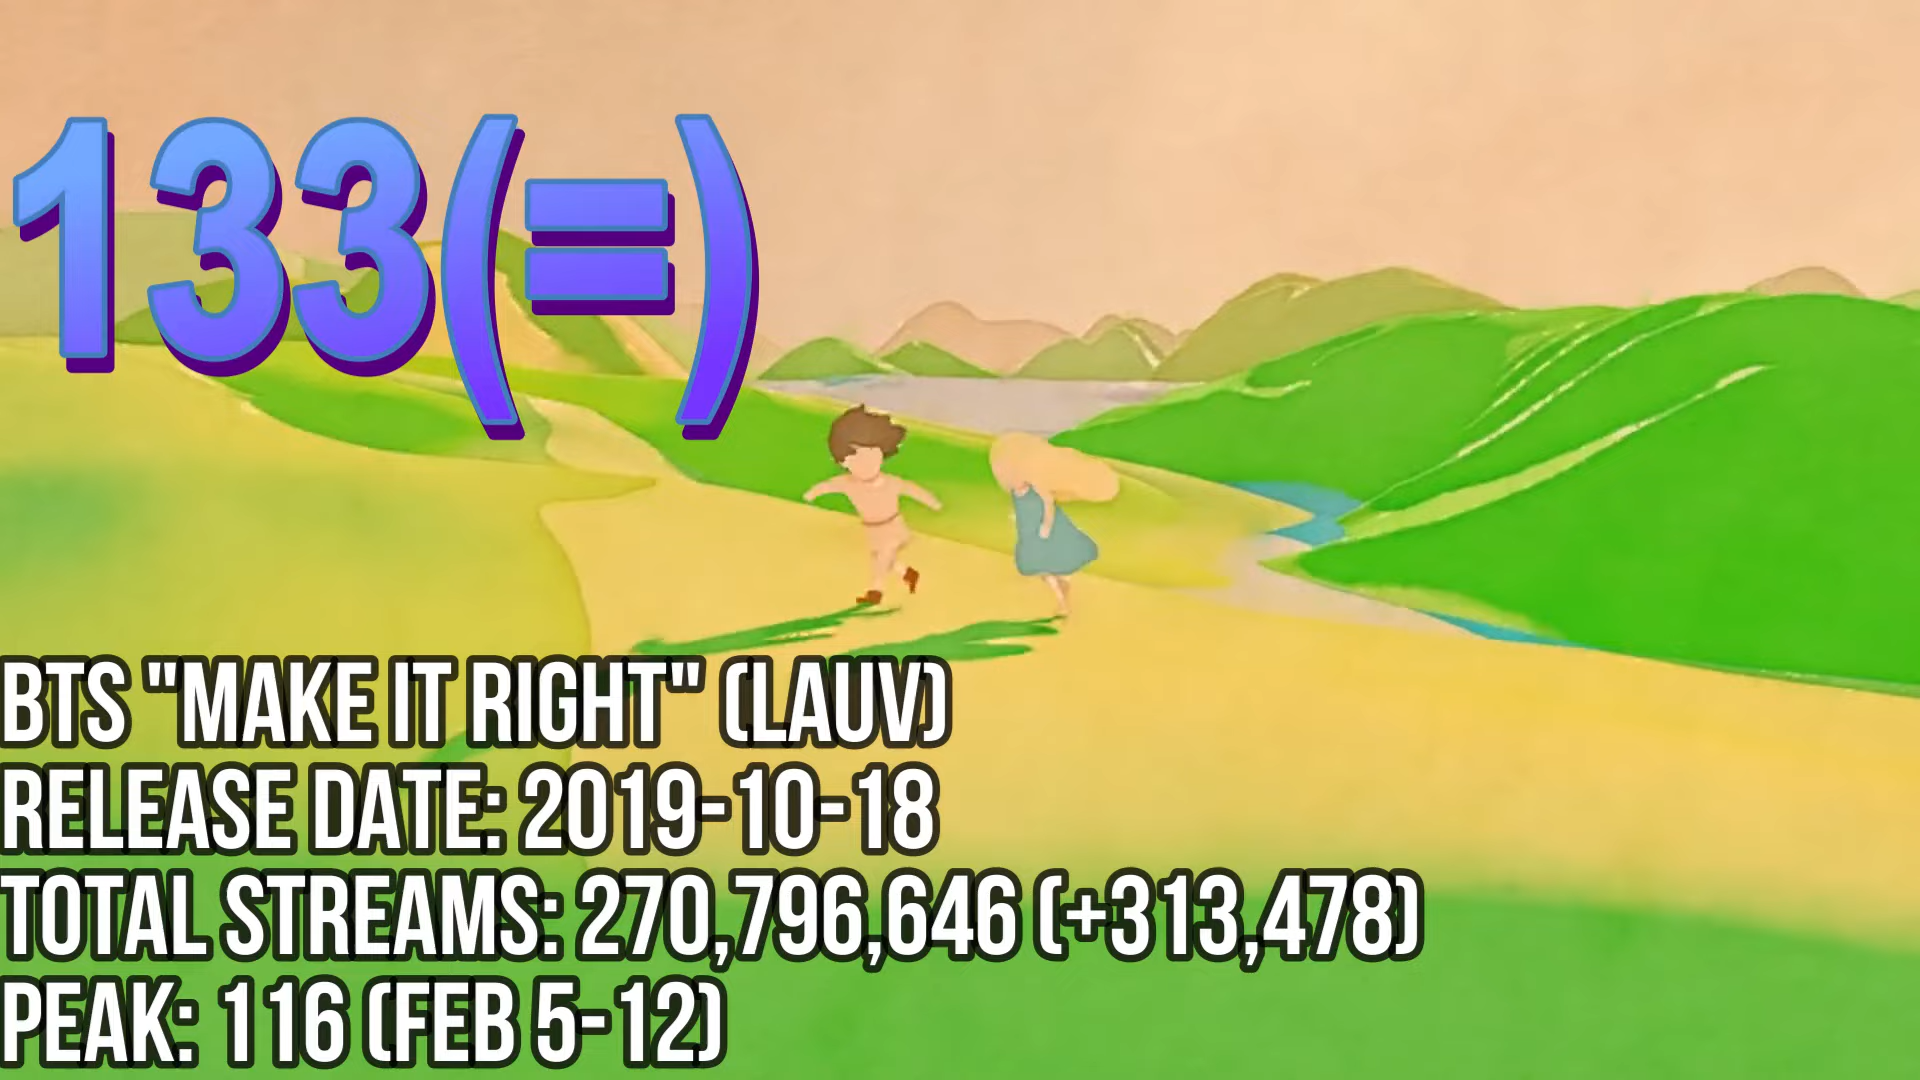 133(=)
BTS "MAKE IT RIGHT" (LAUV)
RELEASE DATE: 2019-10-18
TOTAL STREAMS: 270,796,646 (+313,478)
PEAK: 116 (FEB 5-12)